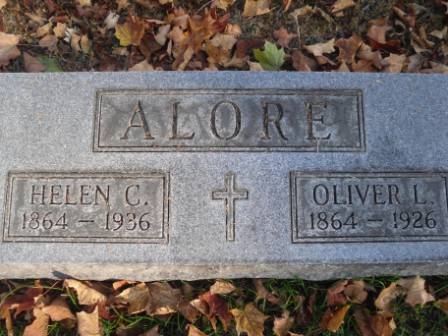 ALORE
HELEN C.
1864 – 1936
OLIVER L.
1864 – 1926